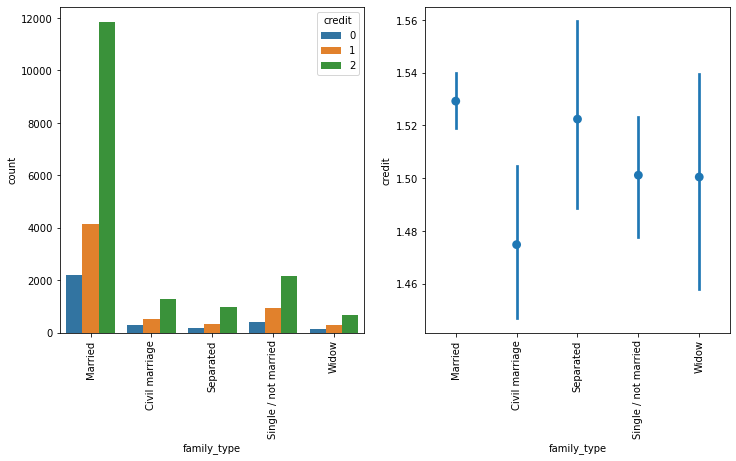 12000
10000
8000
6000
4000
2000
0
count
credit
0
1
2
Married
Civil marriage
Separated
Single / not married
Widow
family_type
1.56
1.54
1.52
1.50
1.48
1.46
credit
Married
Civil marriage
Separated
Single / not married
Widow
family_type